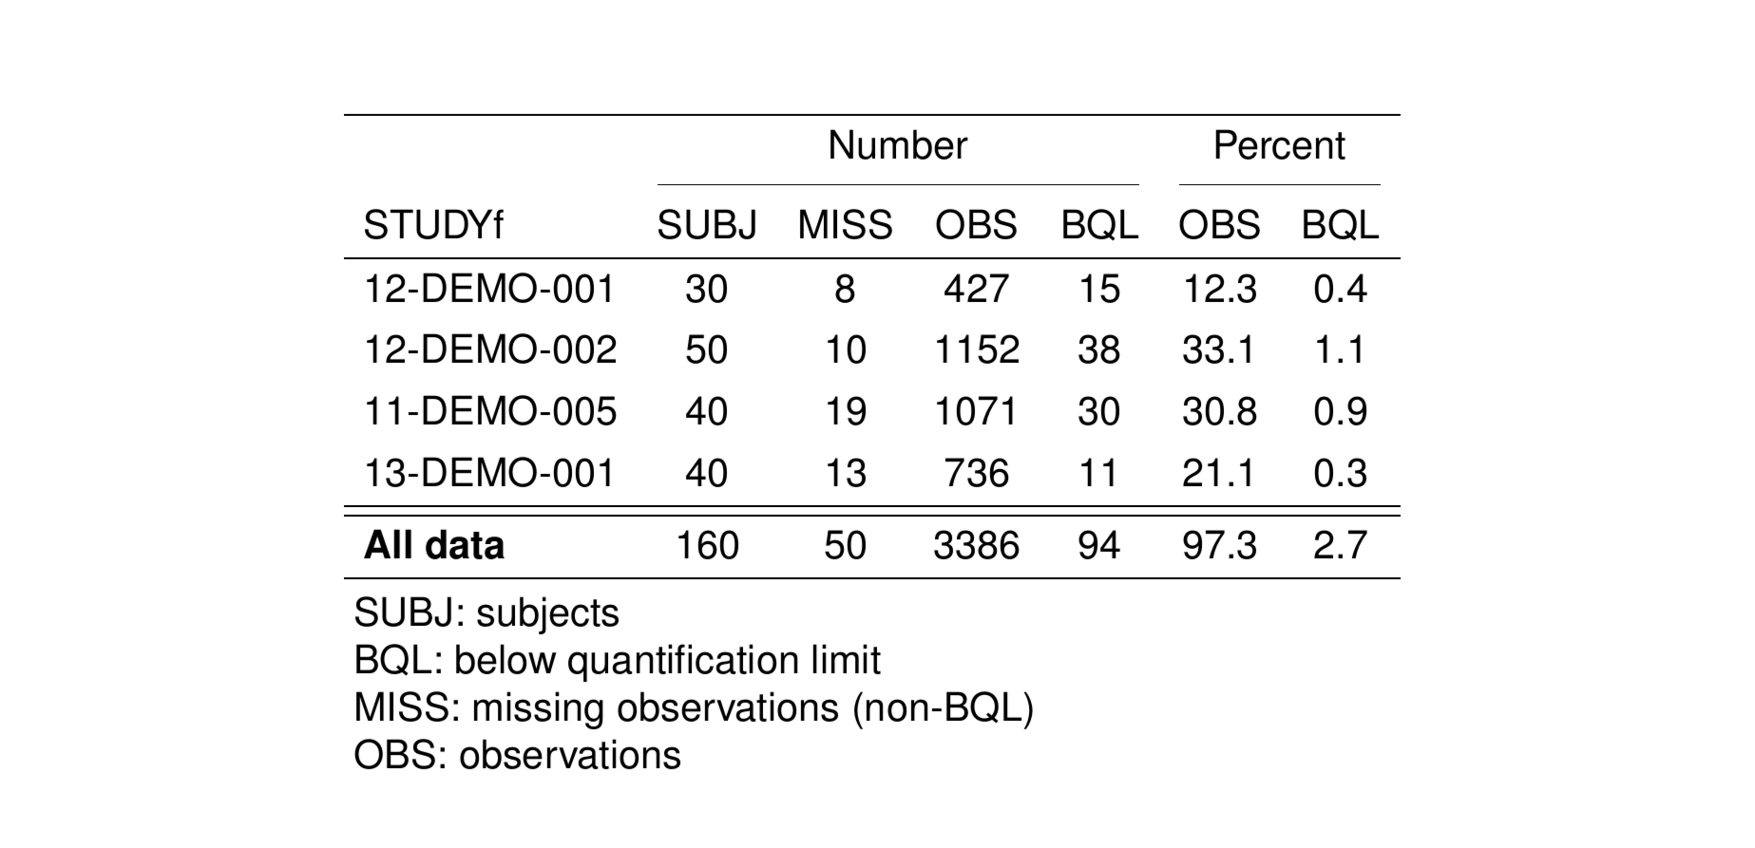 Number Percent
STUDYf SUBJ MISS OBS BQL OBS BQL
12-DEMO-001 30 8 427 15 12.3 0.4
12-DEMO-002 50 10 1152 38 33.1 1.1
11-DEMO-005 40 19 1071 30 30.8 0.9
13-DEMO-001 40 13 736 11 21.1 0.3
All data 160 50 3386 94 97.3 2.7
SUBJ: subjects
BQL: below quantification limit
MISS: missing observations (non-BQL)
OBS: observations